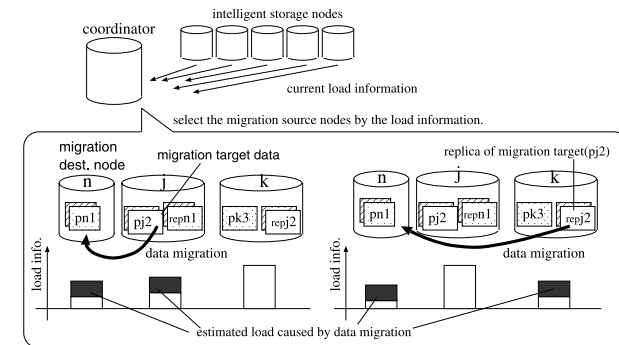 intelligent storage nodes
coordinator
current load information
select the migration source nodes by the load information.
migration
dest. node
migration target data
replica of migration target(pj2)
n
j
k
n
j
k
pn1
pj2
repn1
pk3
repj2
pn1
pj2
repn1
pk3
repj2
data migration
data migration
load info.
load info.
estimated load caused by data migration